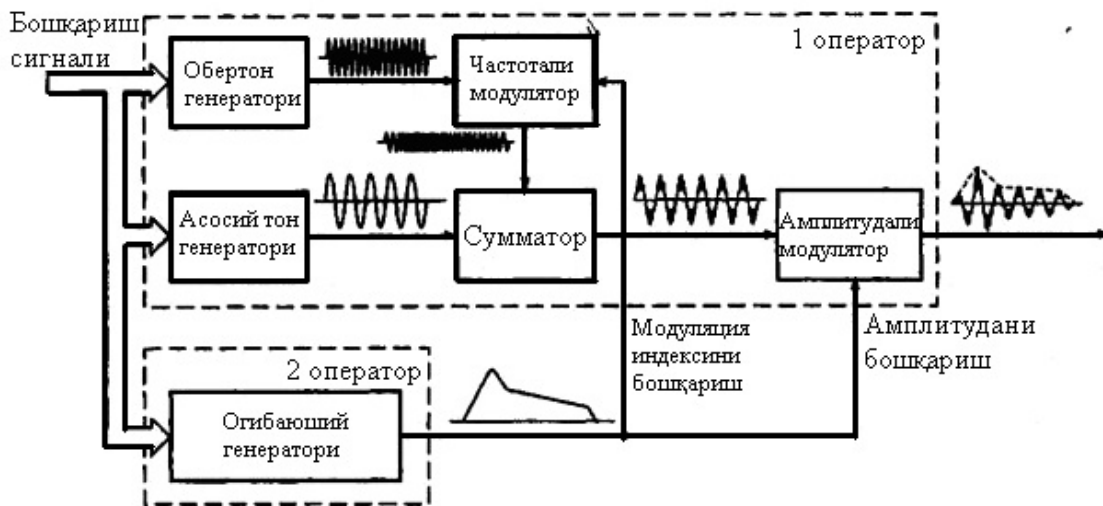 Бошқариш
сигнали
1 оператор
Обертон
генератори
Частотали
модулятор
Асосий тон
генератори
Сумматор
Амплитудали
модулятор
Модуляция
индексини
бошқариш
Амплитудани
бошқариш
2 оператор
Огибаюший
генератори